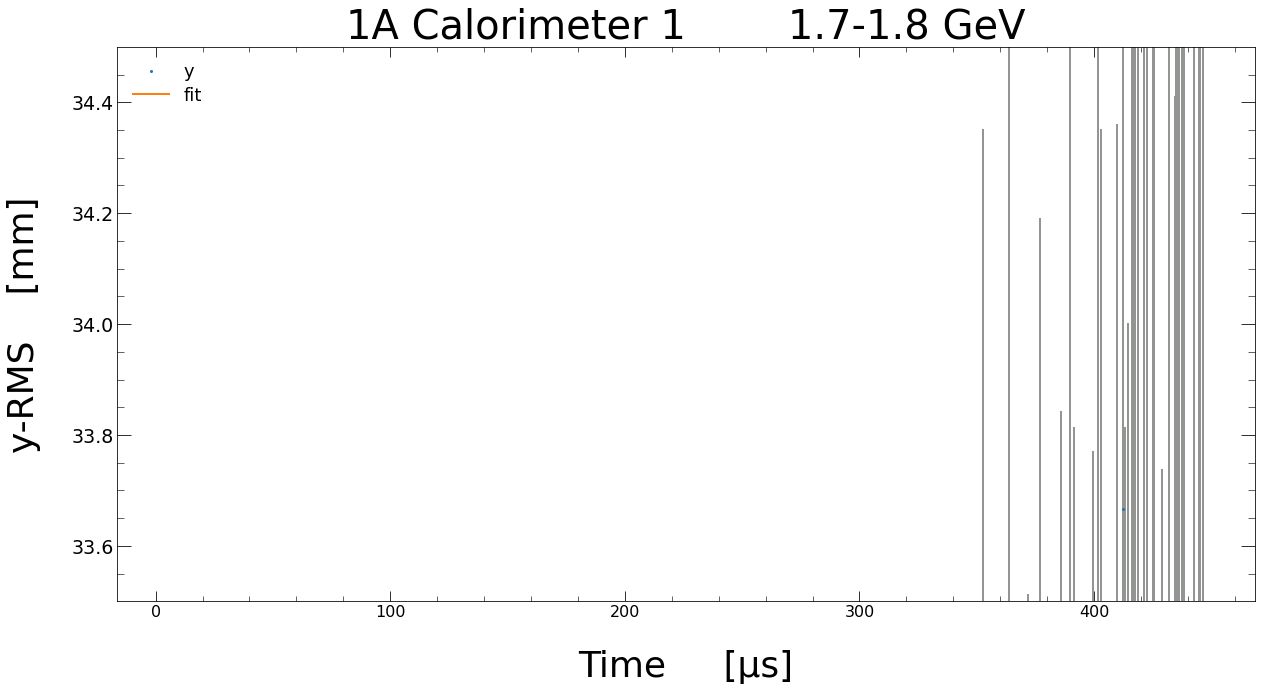 1A Calorimeter 1 1.7-1.8 GeV
y
fit
y-RMS [mm]
34.4
34.2
34.0
33.8
33.6
0 100 200 300 400
Time [µs]